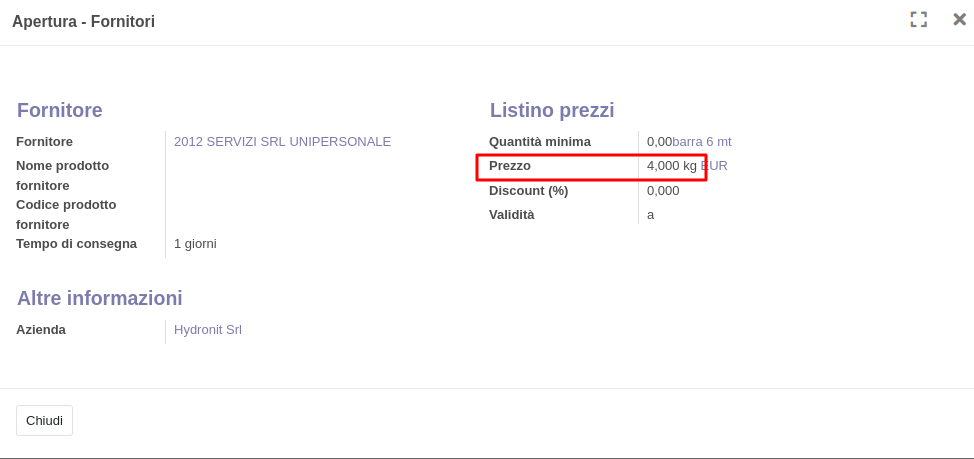 Apertura - Fornitori
Fornitore
Fornitore 2012 SERVIZI SRL UNIPERSONALE
Nome prodotto
fornitore
Codice prodotto
fornitore
Tempo di consegna 1 giorni
Listino prezzi
Quantità minima 0,00barra 6 mt
Prezzo 4,000 kg EUR
Discount (%) 0,000
Validità a
Altre informazioni
Azienda Hydronit Srl
Chiudi